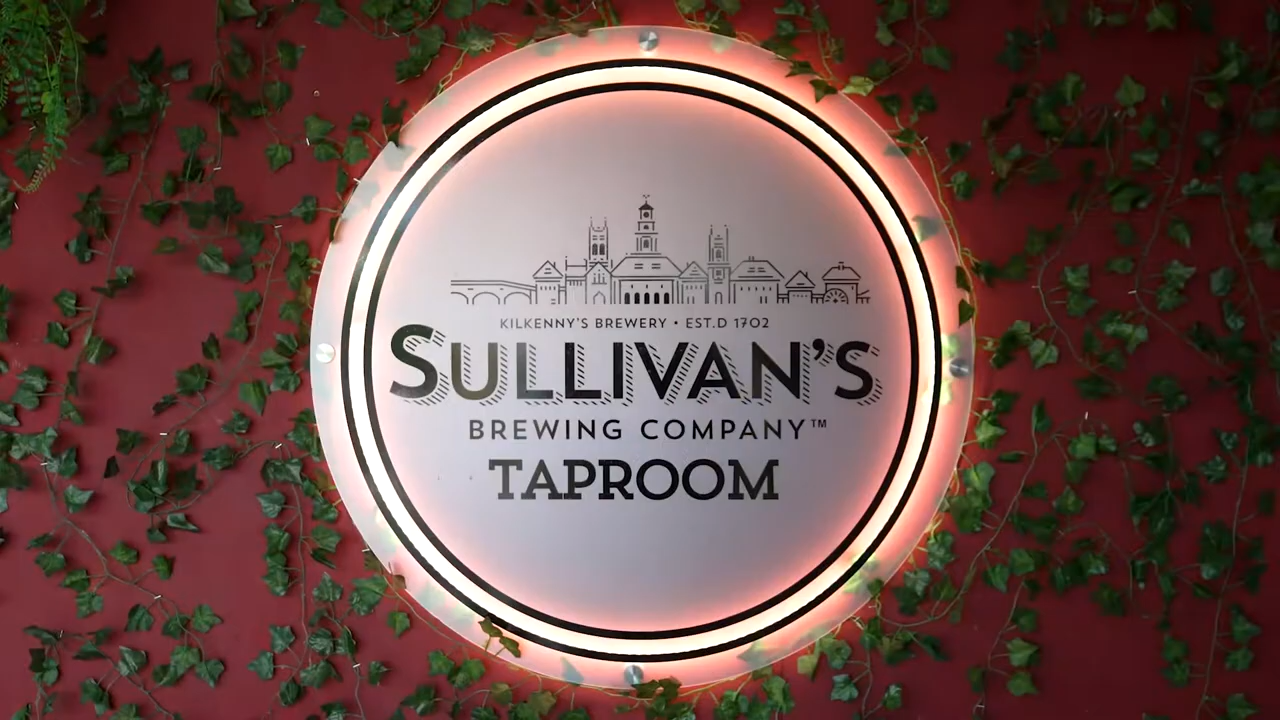 KILKENNY'S BREWERY • EST.D 1702
SULLIVAN'S
BREWING COMPANY™
TAPROOM